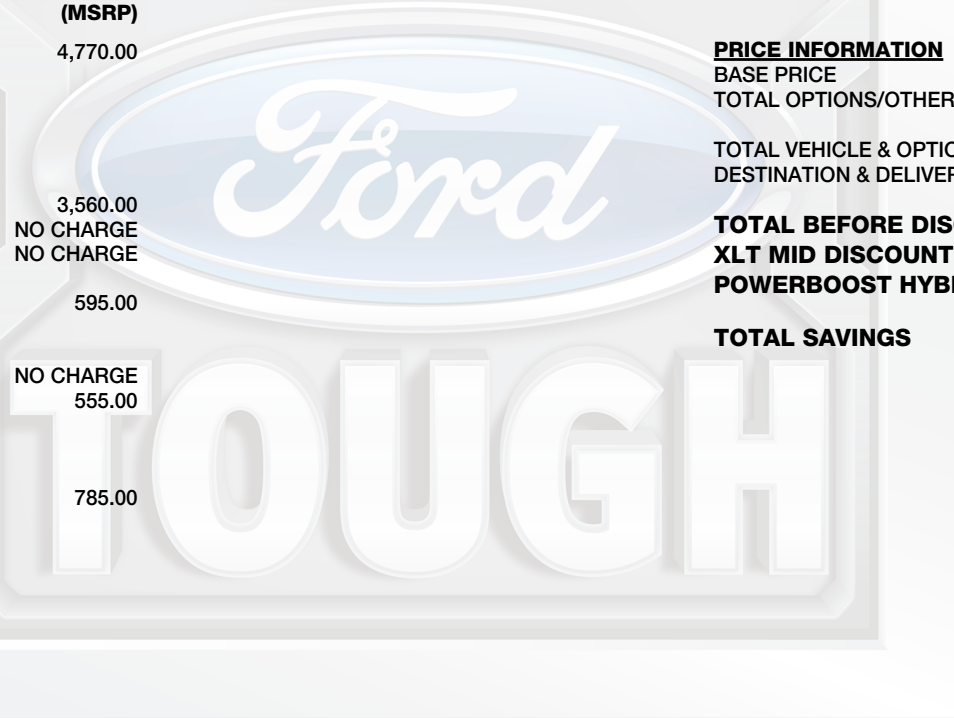 (MSRP)
4,770.00
3,560.00
NO CHARGE
NO CHARGE
595.00
NO CHARGE
555.00
785.00
PRICE INFORMATION
BASE PRICE
TOTAL OPTIONS/OTHER
TOTAL VEHICLE & OPTIO
DESTINATION & DELIVER
TOTAL BEFORE DIS
XLT MID DISCOUNT
POWERBOOST HYB
TOTAL SAVINGS
Ford
TOUGH